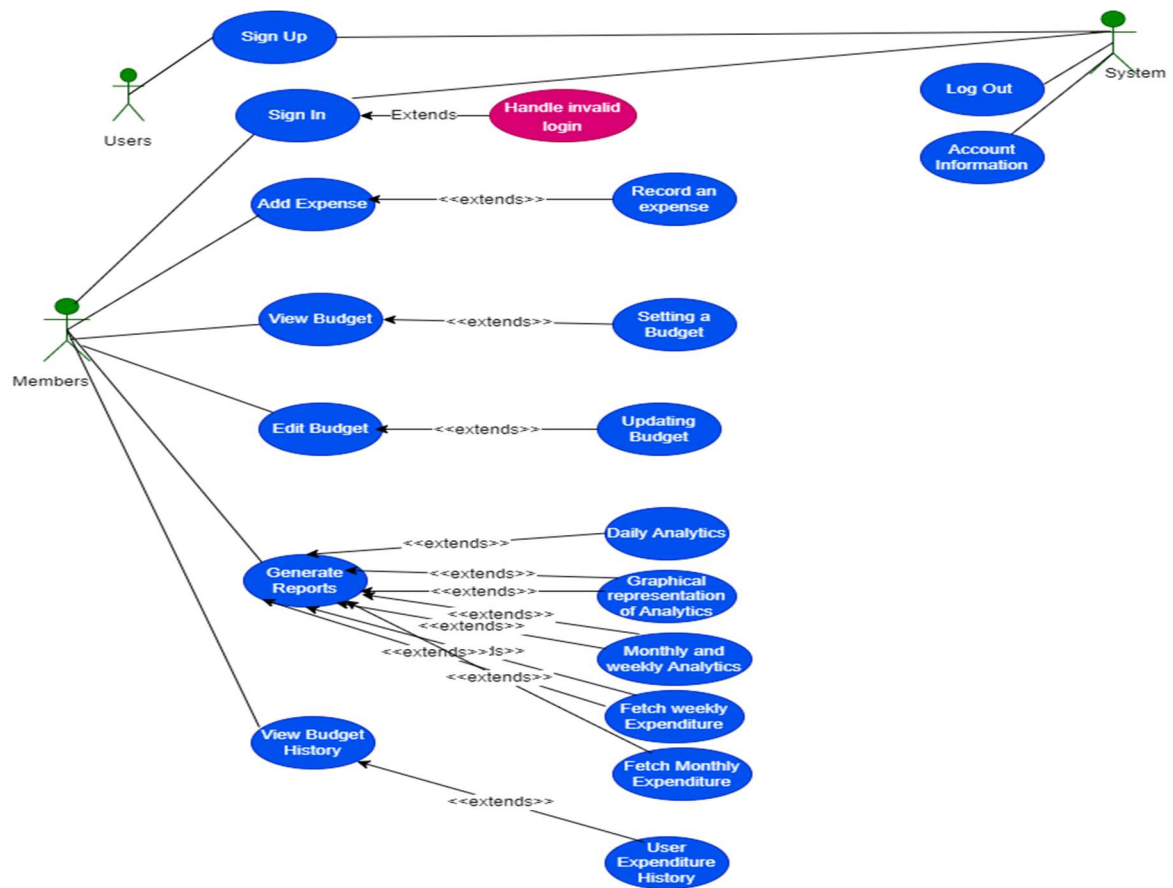 Sign Up
System
Users
Log Out
Sign In
Extends
Handle invalid
login
Account
Information
Add Expense
<<extends>>
Record an
expense
Members
View Budget
<<extends>>
Setting a
Budget
Edit Budget
<<extends>>
Updating
Budget
Generate
Reports
<<extends>>
Daily Analytics
<<extends>>
<<extends>>
Graphical
representation
of Analytics
<<extends>>
<<extends>>
Monthly and
weekly Analytics
<<extends>>
ds>>
<<extends>>
Fetch weekly
Expenditure
Fetch Monthly
Expenditure
View Budget
History
<<extends>>
User
Expenditure
History